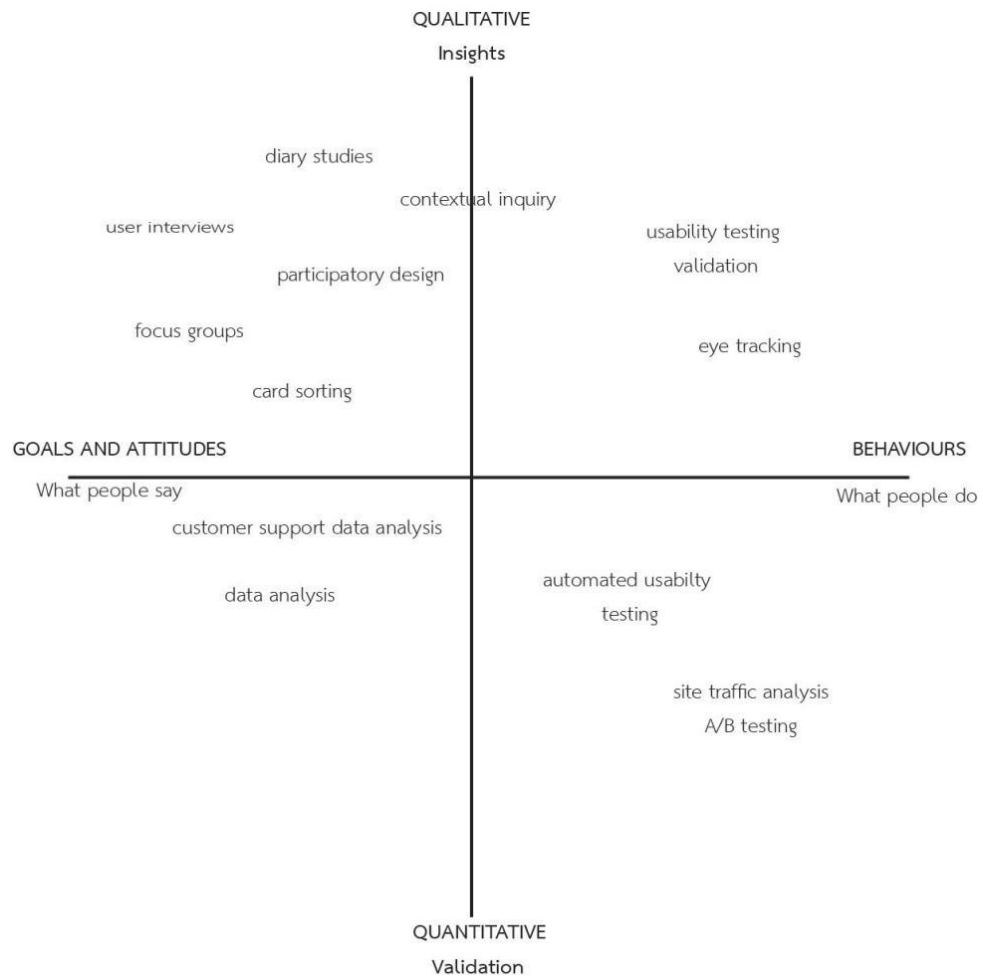 QUALITATIVE
Insights
diary studies
contextual inquiry
user interviews
usability testing
validation
participatory design
focus groups
eye tracking
card sorting
GOALS AND ATTITUDES
BEHAVIOURS
What people say
What people do
customer support data analysis
data analysis
automated usabilty
testing
site traffic analysis
A/B testing
QUANTITATIVE
Validation